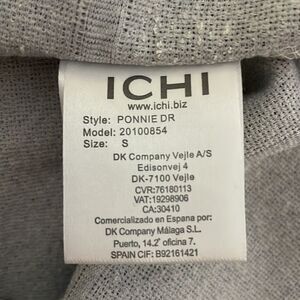 ICHI
www.ichi.biz
Style: PONNIE DR
Model: 20100854
Size: S
DK Company Vejle A/S
Edisonvej 4
DK-7100 Vejle
CVR:76180113
VAT:19298906
CA:30410
Comercializado en Espana por:
DK Company Málaga S.L.
Puerto, 14.2° oficina 7.
SPAIN CIF: B92161421